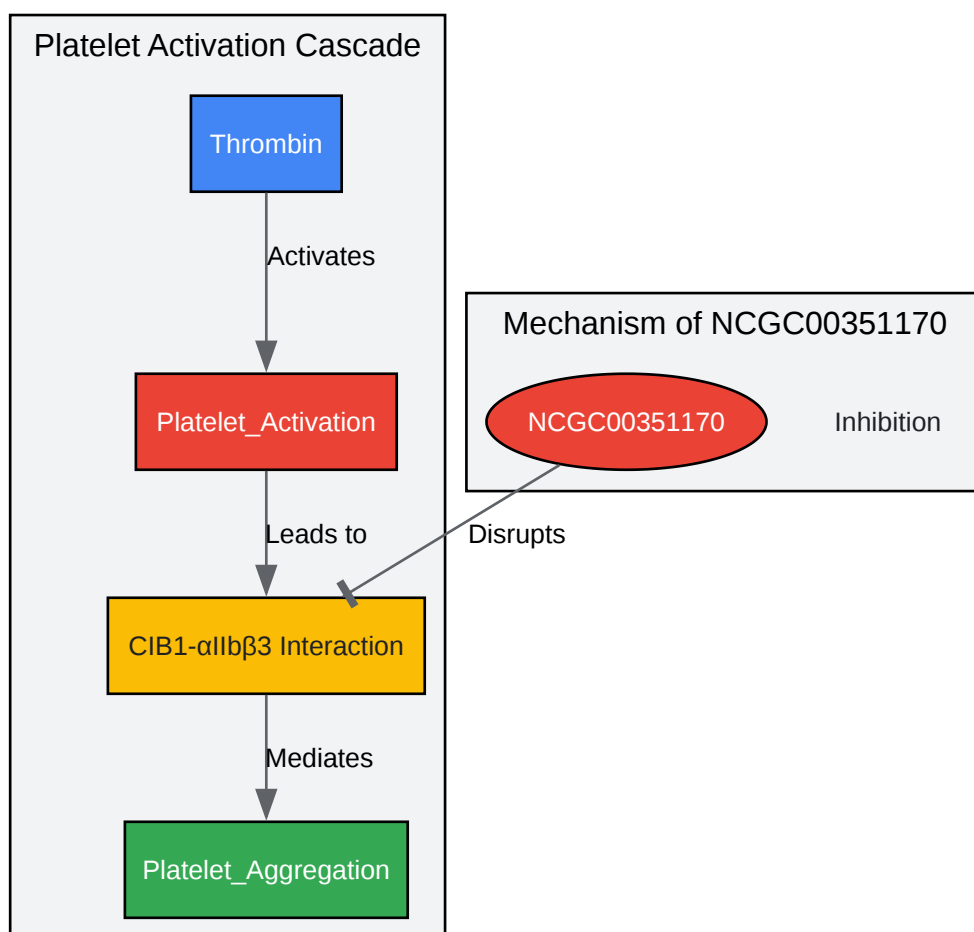 Platelet Activation Cascade
Thrombin
Activates
Mechanism of NCGC00351170
Platelet_Activation
NCGC00351170
Inhibition
Leads to
Disrupts
CIB1-αIIbβ3 Interaction
Mediates
Platelet_Aggregation